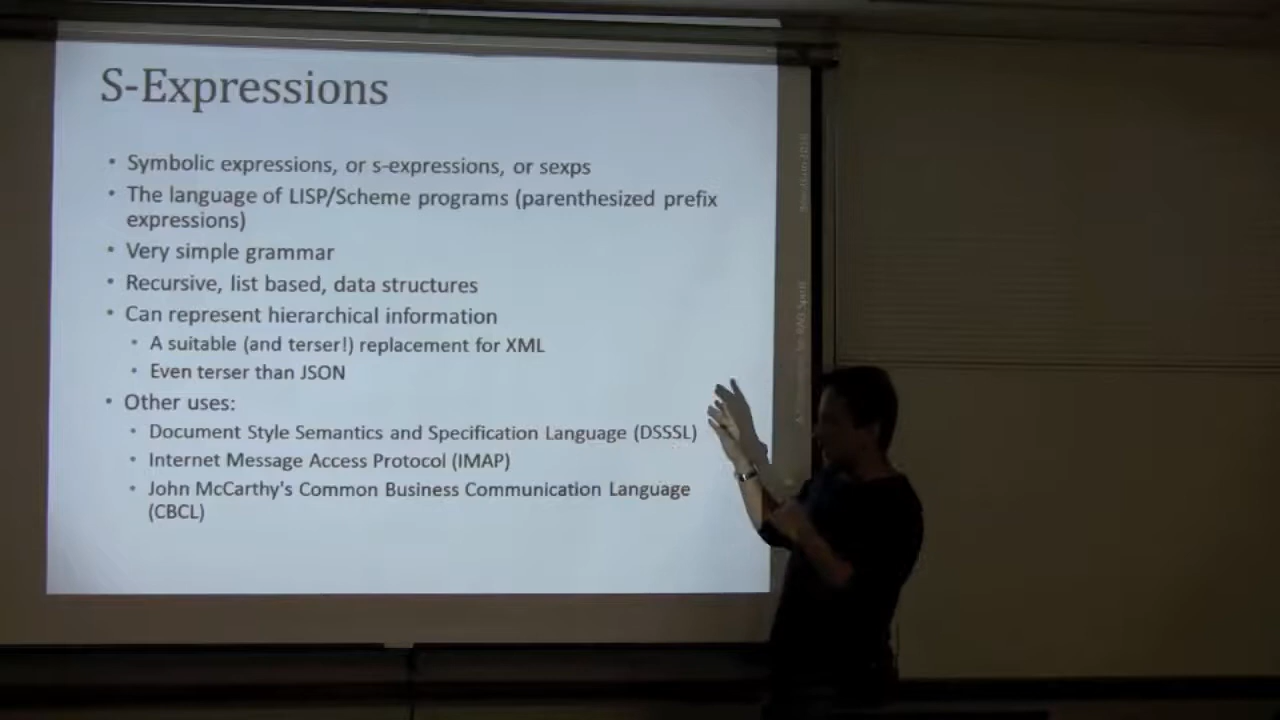 S-Expressions
• Symbolic expressions, or s-expressions, or sexps
• The language of LISP/Scheme programs (parenthesized prefix
expressions)
• Very simple grammar
• Recursive, list based, data structures
• Can represent hierarchical information
• A suitable (and terser!) replacement for XML
• Even terser than JSON
• Other uses:
• Document Style Semantics and Specification Language (DSSSL)
• Internet Message Access Protocol (IMAP)
• John McCarthy's Common Business Communication Language
(CBCL)